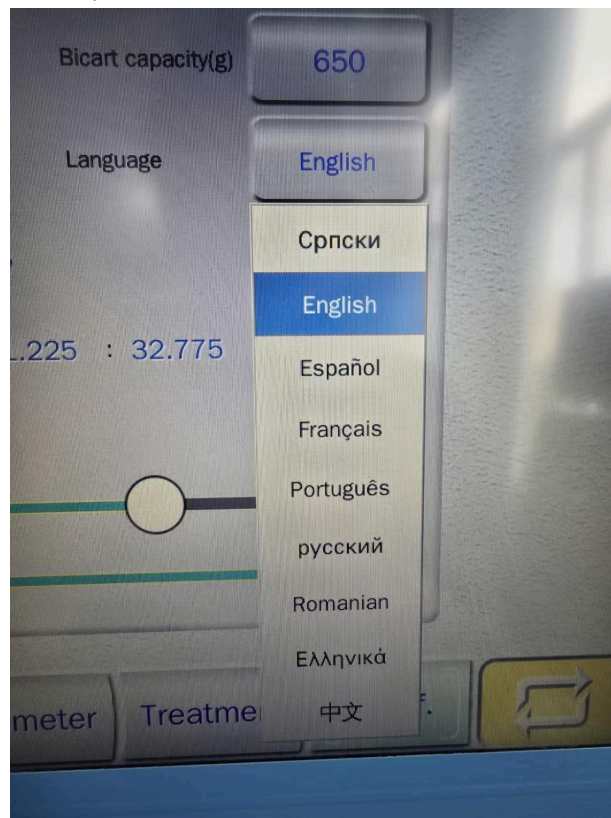 Bicart capacity(g) 650
Language English
Српски
English
Español
.225 : 32.775
Français
Português
русский
Romanian
Ελληνικά
中文
meter Treatme f.